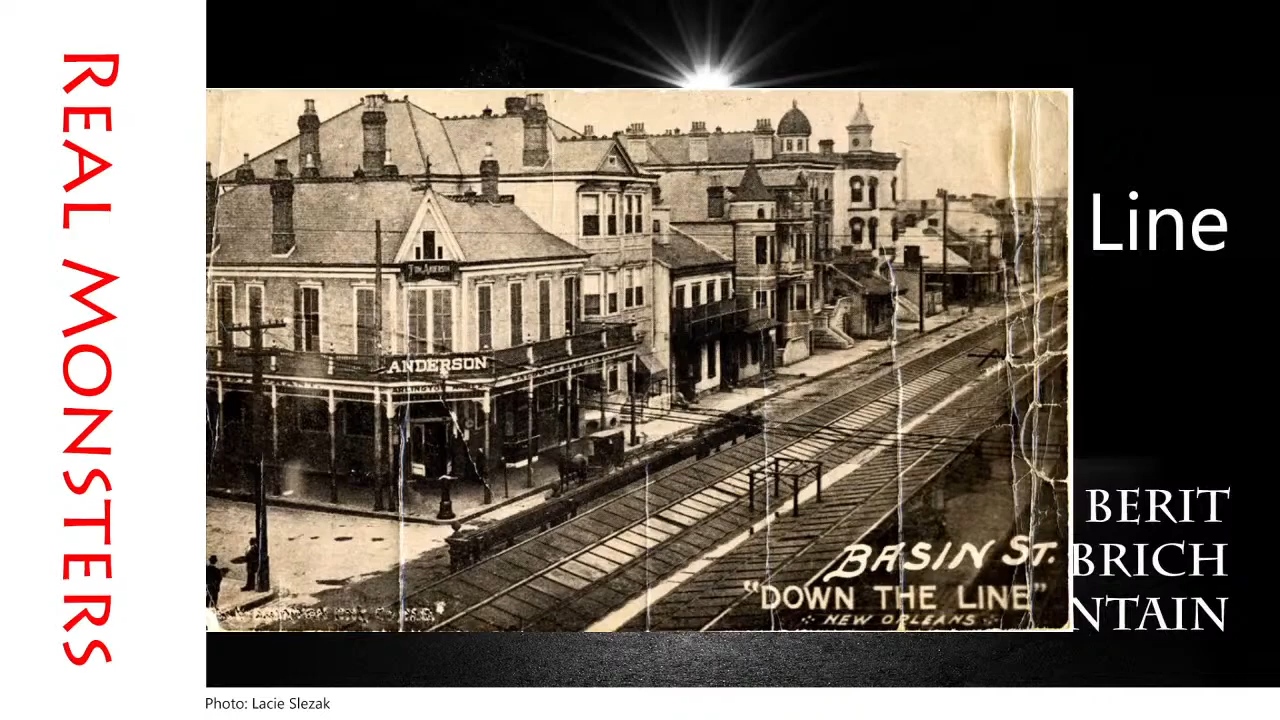 REAL MONSTERS
Line
TOM ANDERSON
ANDERSON
BERIT
BRICH
NTAIN
BASIN ST.
"DOWN THE LINE"
NEW ORLEANS
Photo: Lacie Slezak